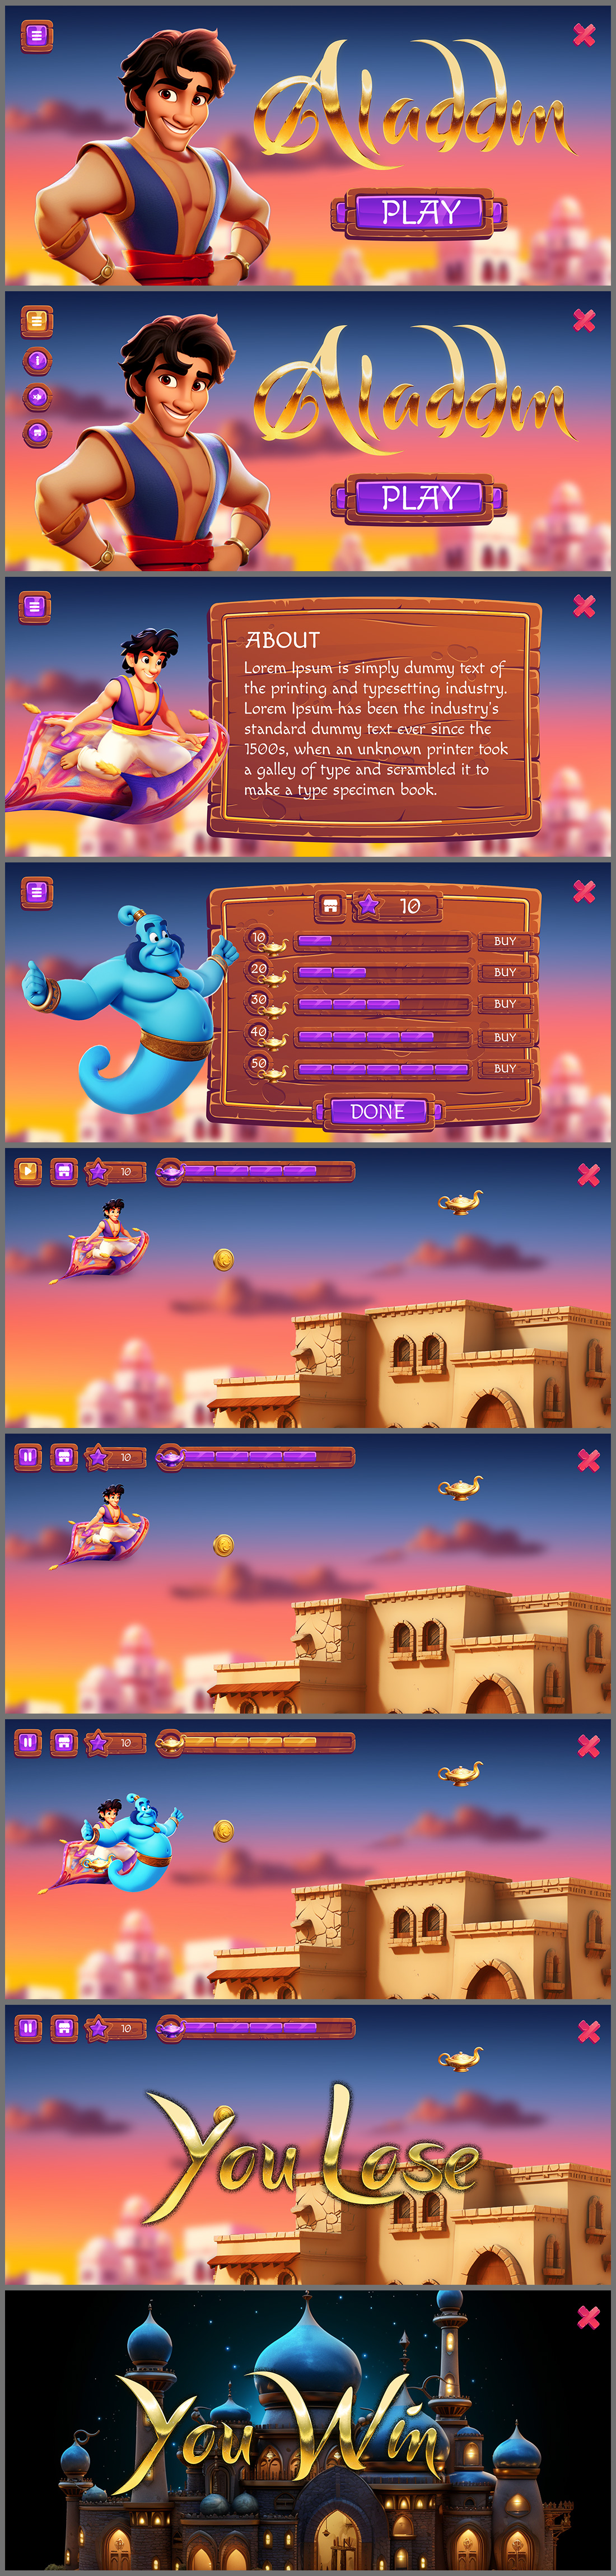 Aladdin
PLAY
Aladdin
PLAY
ABOUT
Lorem Ipsum is simply dummy text of
the printing and typesetting industry.
Lorem Ipsum has been the industry's
standard dummy text ever since the
1500s, when an unknown printer took
a galley of type and scrambled it to
make a type specimen book.
10
10 BUY
20 BUY
30 BUY
40 BUY
50 BUY
DONE
10
10
10
10
You Lose
You Win